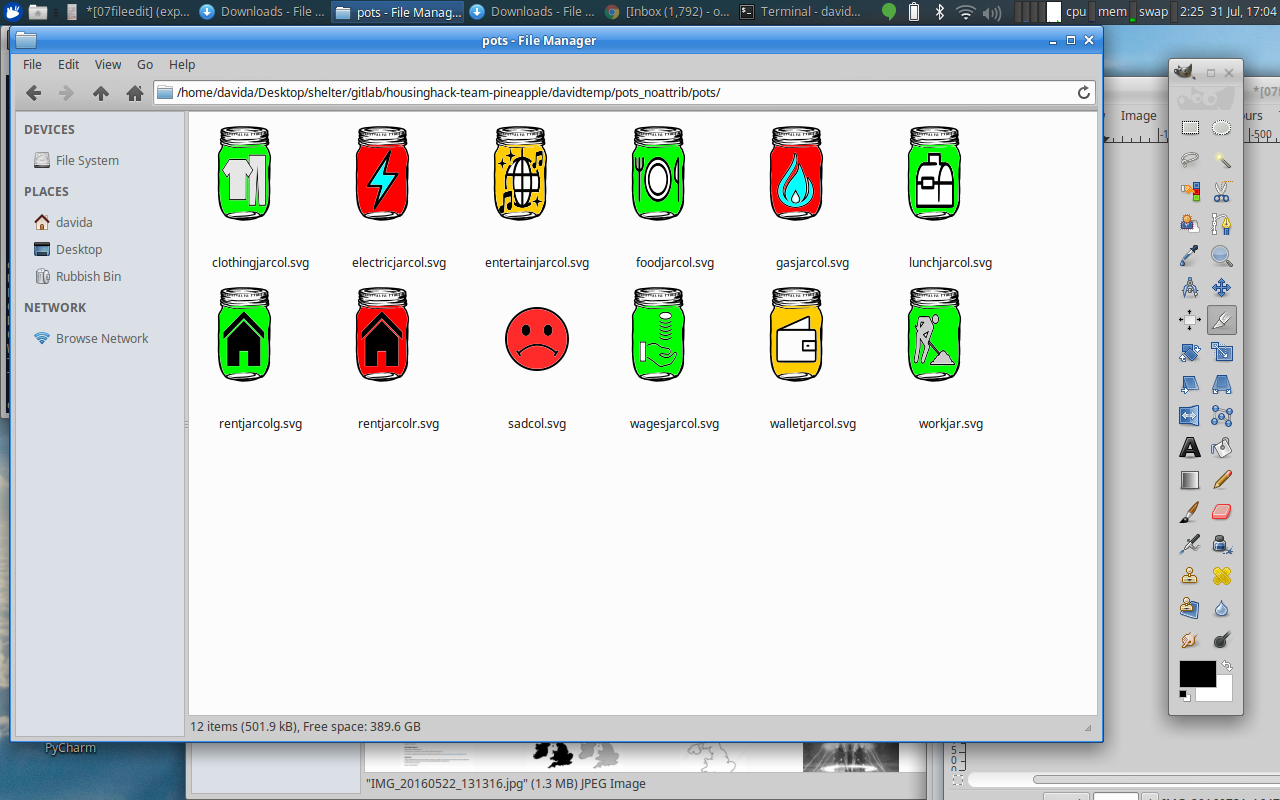 *[07fileedit] (exp... Downloads - File ... pots - File Manag... Downloads - File ... [Inbox (1,792) - o... Terminal - david... cpu mem swap 2:25 31 Jul, 17:04
pots - File Manager
File Edit View Go Help
/home/davida/Desktop/shelter/gitlab/housinghack-team-pineapple/davidtemp/pots_noattrib/pots/
DEVICES
File System
PLACES
davida
Desktop
Rubbish Bin
NETWORK
Browse Network
clothingjarcol.svg electricjarcol.svg entertainjarcol.svg foodjarcol.svg gasjarcol.svg lunchjarcol.svg
rentjarcolg.svg rentjarcolr.svg sadcol.svg wagesjarcol.svg walletjarcol.svg workjar.svg
12 items (501.9 kB), Free space: 389.6 GB
*[07
Image ours
-500
PyCharm
"IMG_20160522_131316.jpg" (1.3 MB) JPEG Image